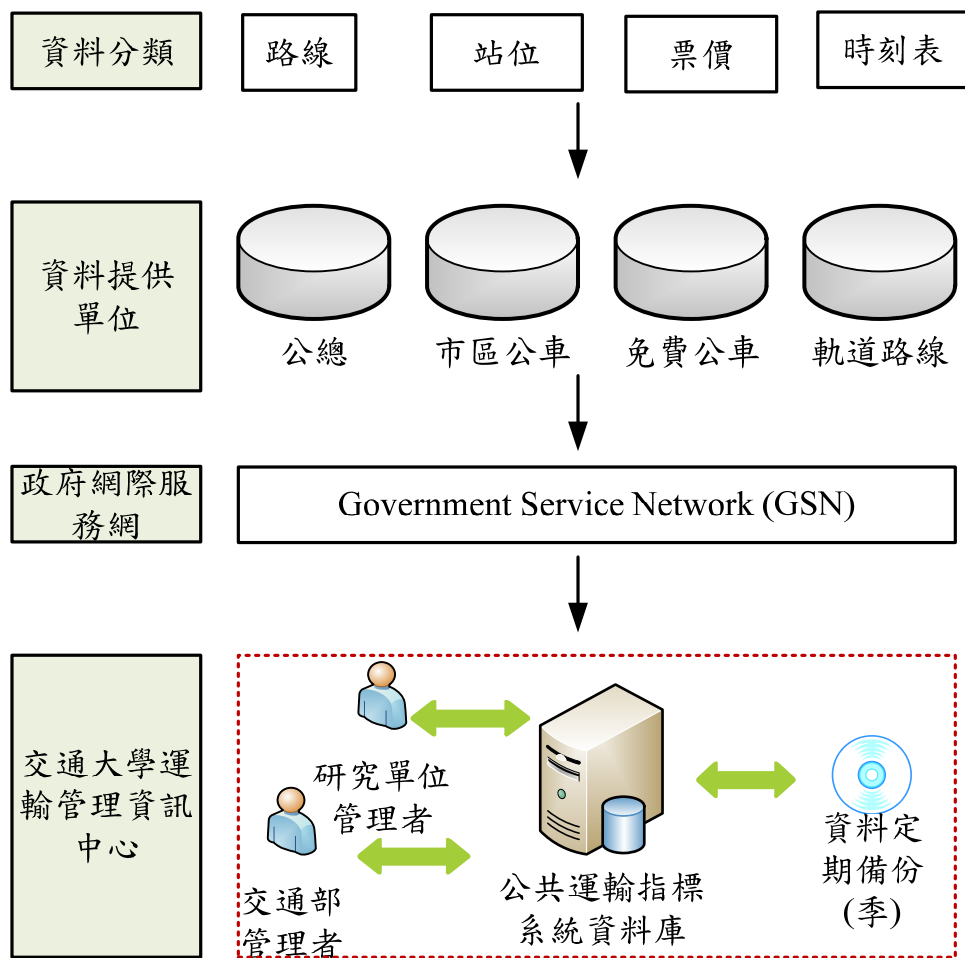 資料分類
路線
站位
票價
時刻表
資料提供
單位
公總
市區公車
免費公車
軌道路線
政府網際服
務網
Government Service Network (GSN)
交通大學運
輸管理資訊
中心
研究單位
管理者
交通部
管理者
公共運輸指標
系統資料庫
資料定
期備份
(季)